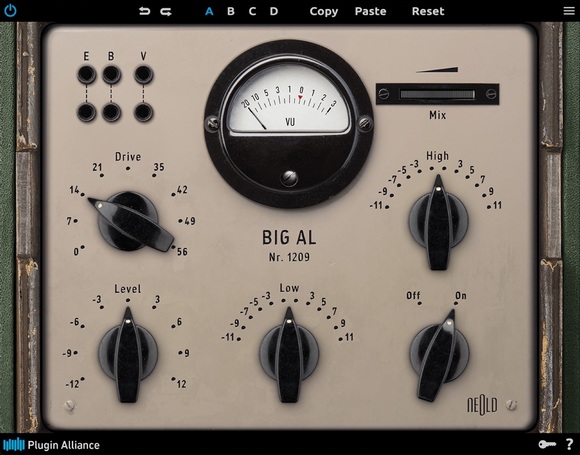 A B C D Copy Paste Reset
E B V
20 10 5 3 1 0 1 2 3
VU
Mix
Drive
0 7 14 21 35 42 49 56
High
-11 -9 -7 -5 -3 3 5 7 9 11
BIG AL
Nr. 1209
Level
-12 -9 -6 -3 3 6 9 12
Low
-11 -9 -7 -5 -3 3 5 7 9 11
Off On
NEOLD
Plugin Alliance ?